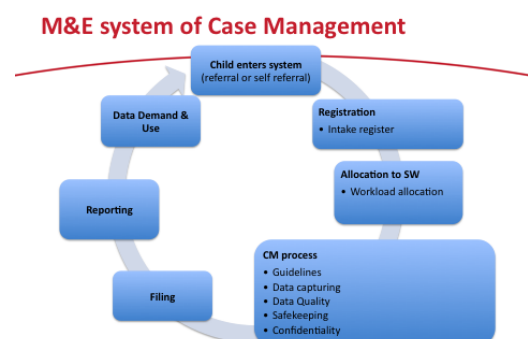 M&E system of Case Management
Child enters system
(referral or self referral)
Registration
• Intake register
Allocation to SW
• Workload allocation
CM process
• Guidelines
• Data capturing
• Data Quality
• Safekeeping
• Confidentiality
Filing
Reporting
Data Demand &
Use